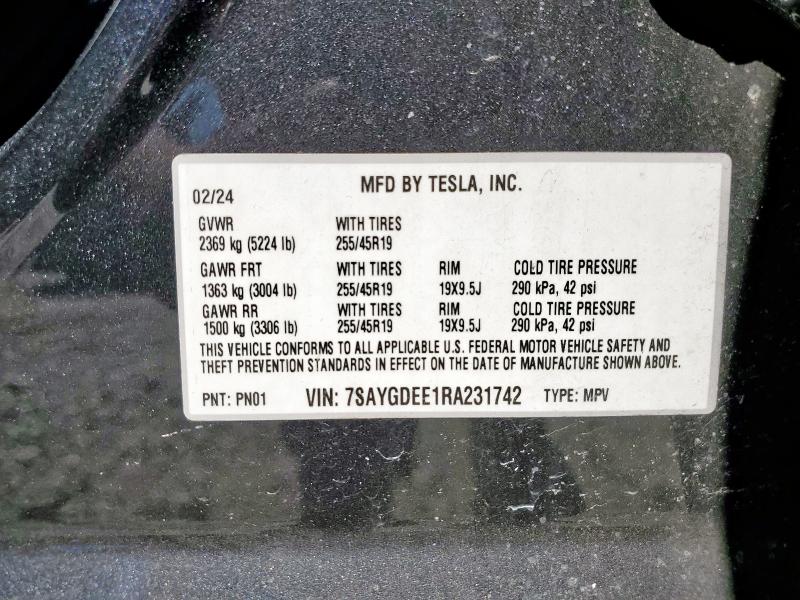 MFD BY TESLA, INC.
02/24
GVWR WITH TIRES
2369 kg (5224 lb) 255/45R19
GAWR FRT WITH TIRES RIM COLD TIRE PRESSURE
1363 kg (3004 lb) 255/45R19 19X9.5J 290 kPa, 42 psi
GAWR RR WITH TIRES RIM COLD TIRE PRESSURE
1500 kg (3306 lb) 255/45R19 19X9.5J 290 kPa, 42 psi
THIS VEHICLE CONFORMS TO ALL APPLICABLE U.S. FEDERAL MOTOR VEHICLE SAFETY AND
THEFT PREVENTION STANDARDS IN EFFECT ON THE DATE OF MANUFACTURE SHOWN ABOVE.
PNT: PN01 VIN: 7SAYGDEE1RA231742 TYPE: MPV